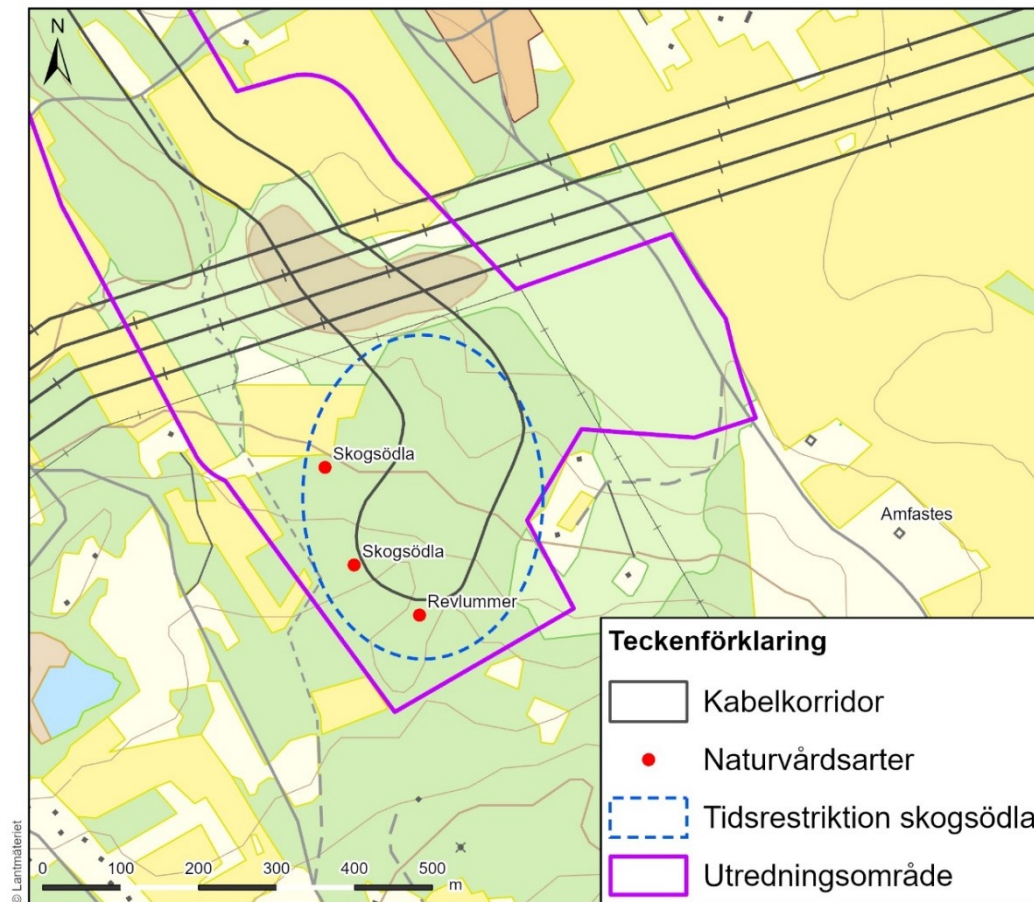 N
Skogsödla
Skogsödla
Revlummer
Amfastes
Teckenförklaring
Kabelkorridor
Naturvårdsarter
Tidsrestriktion skogsödla
Utredningsområde
0 100 200 300 400 500
m
© Lantmäteriet